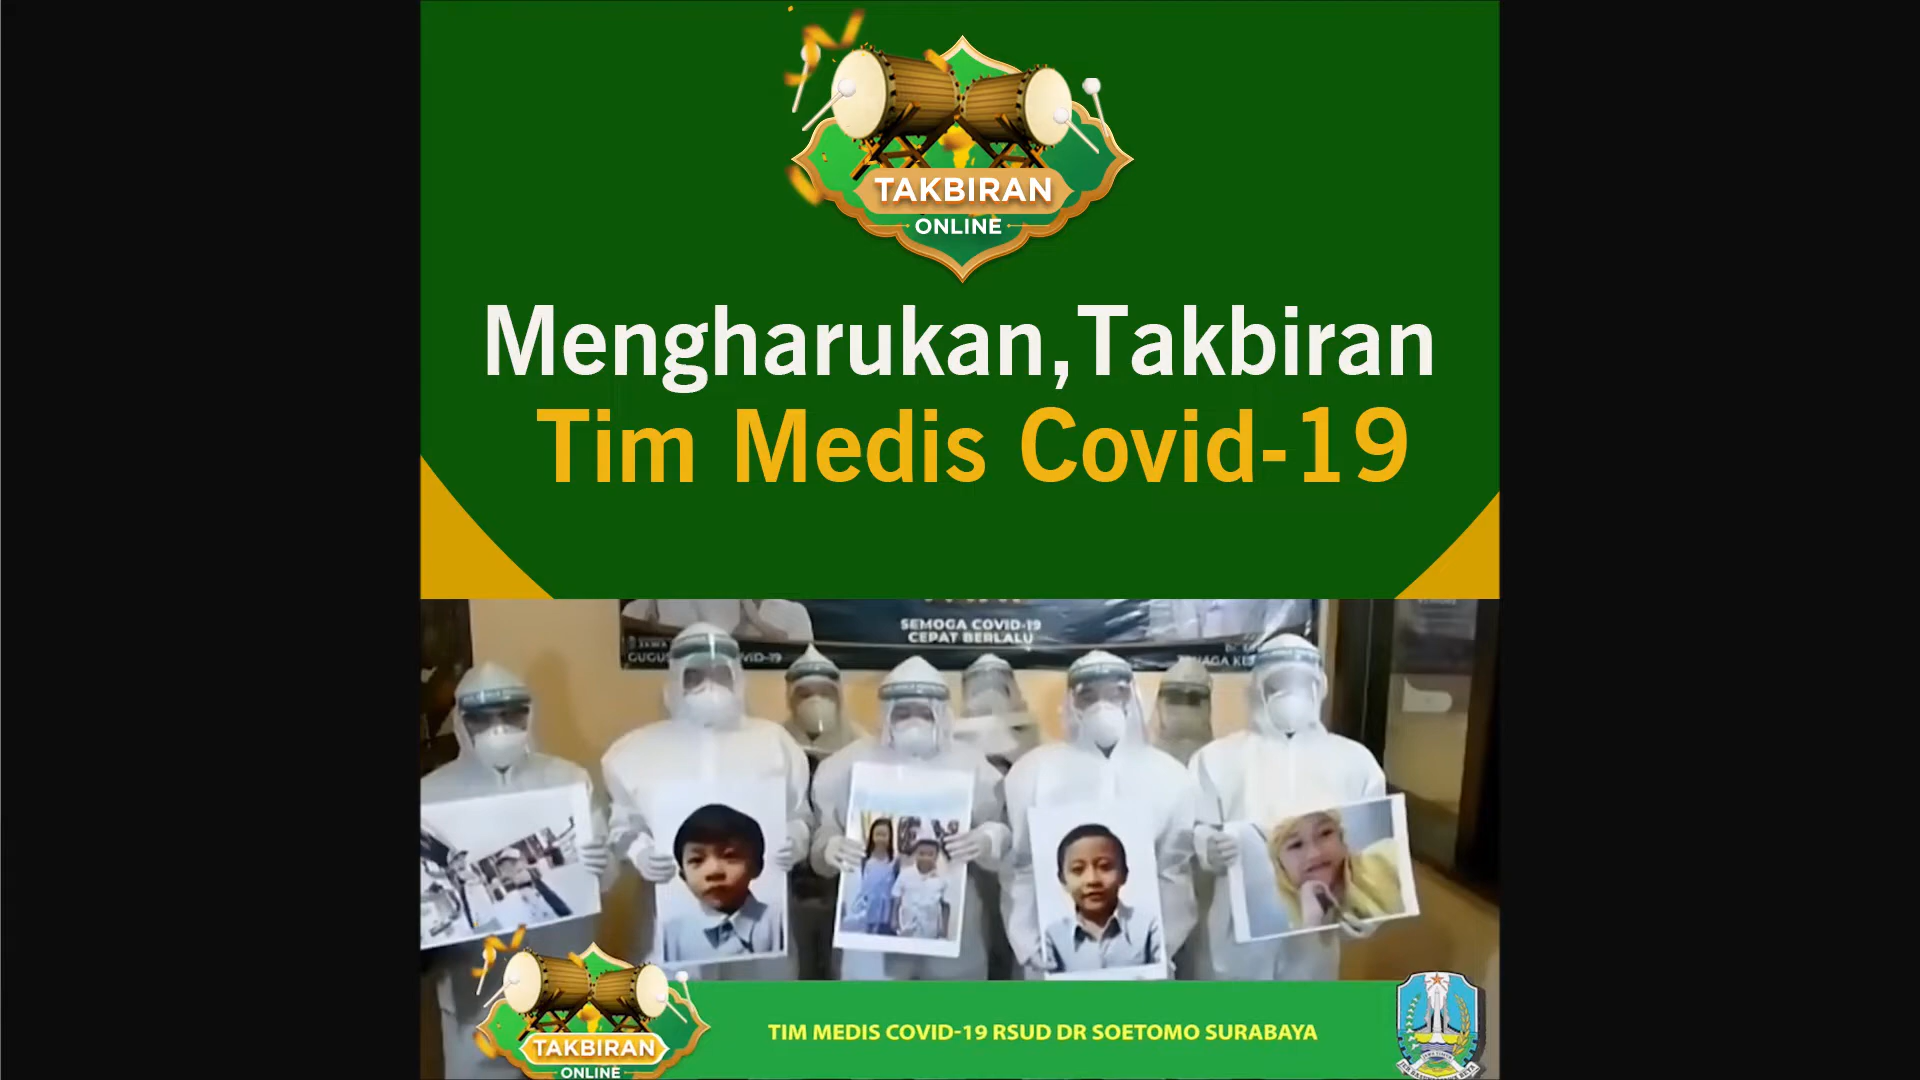 TAKBIRAN
ONLINE
Mengharukan,Takbiran
Tim Medis Covid-19
SEMOGA COVID-19
CEPAT BERLALU
TIM MEDIS COVID-19 RSUD DR SOETOMO SURABAYA
TAKBIRAN
ONLINE